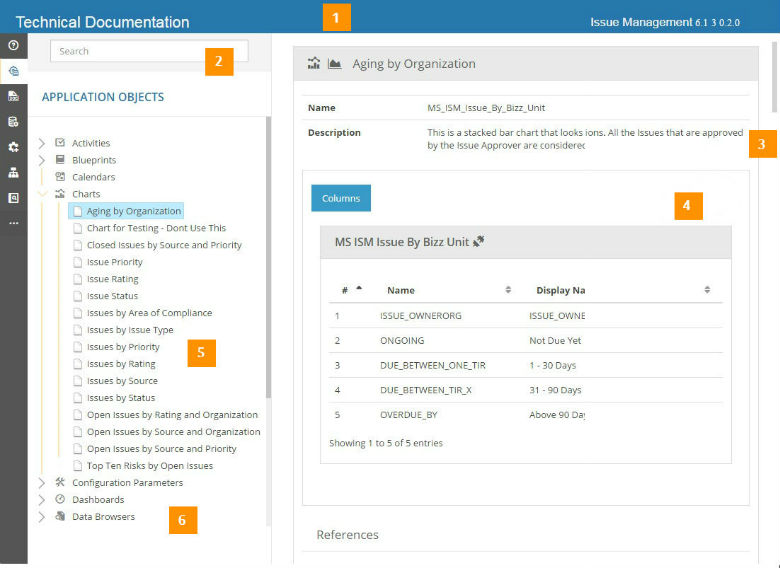 Technical Documentation
1
Issue Management 6.1 3 0.2.0
Search
2
APPLICATION OBJECTS
Activities
Blueprints
Calendars
Charts
Aging by Organization
Chart for Testing - Dont Use This
Closed Issues by Source and Priority
Issue Priority
Issue Rating
Issue Status
Issues by Area of Compliance
Issues by Issue Type
Issues by Priority
5
Issues by Rating
Issues by Source
Issues by Status
Open Issues by Rating and Organization
Open Issues by Source and Organization
Open Issues by Source and Priority
Top Ten Risks by Open Issues
Configuration Parameters
Dashboards
Data Browsers
6
Aging by Organization
Name MS_ISM_Issue_By_Bizz_Unit
Description This is a stacked bar chart that looks ions. All the Issues that are approved
by the Issue Approver are considerec
3
Columns
4
MS ISM Issue By Bizz Unit
# Name Display Na
1 ISSUE_OWNERORG ISSUE_OWNE
2 ONGOING Not Due Yet
3 DUE_BETWEEN_ONE_TIR 1 - 30 Days
4 DUE_BETWEEN_TIR_X 31 - 90 Days
5 OVERDUE_BY Above 90 Day
Showing 1 to 5 of 5 entries
References